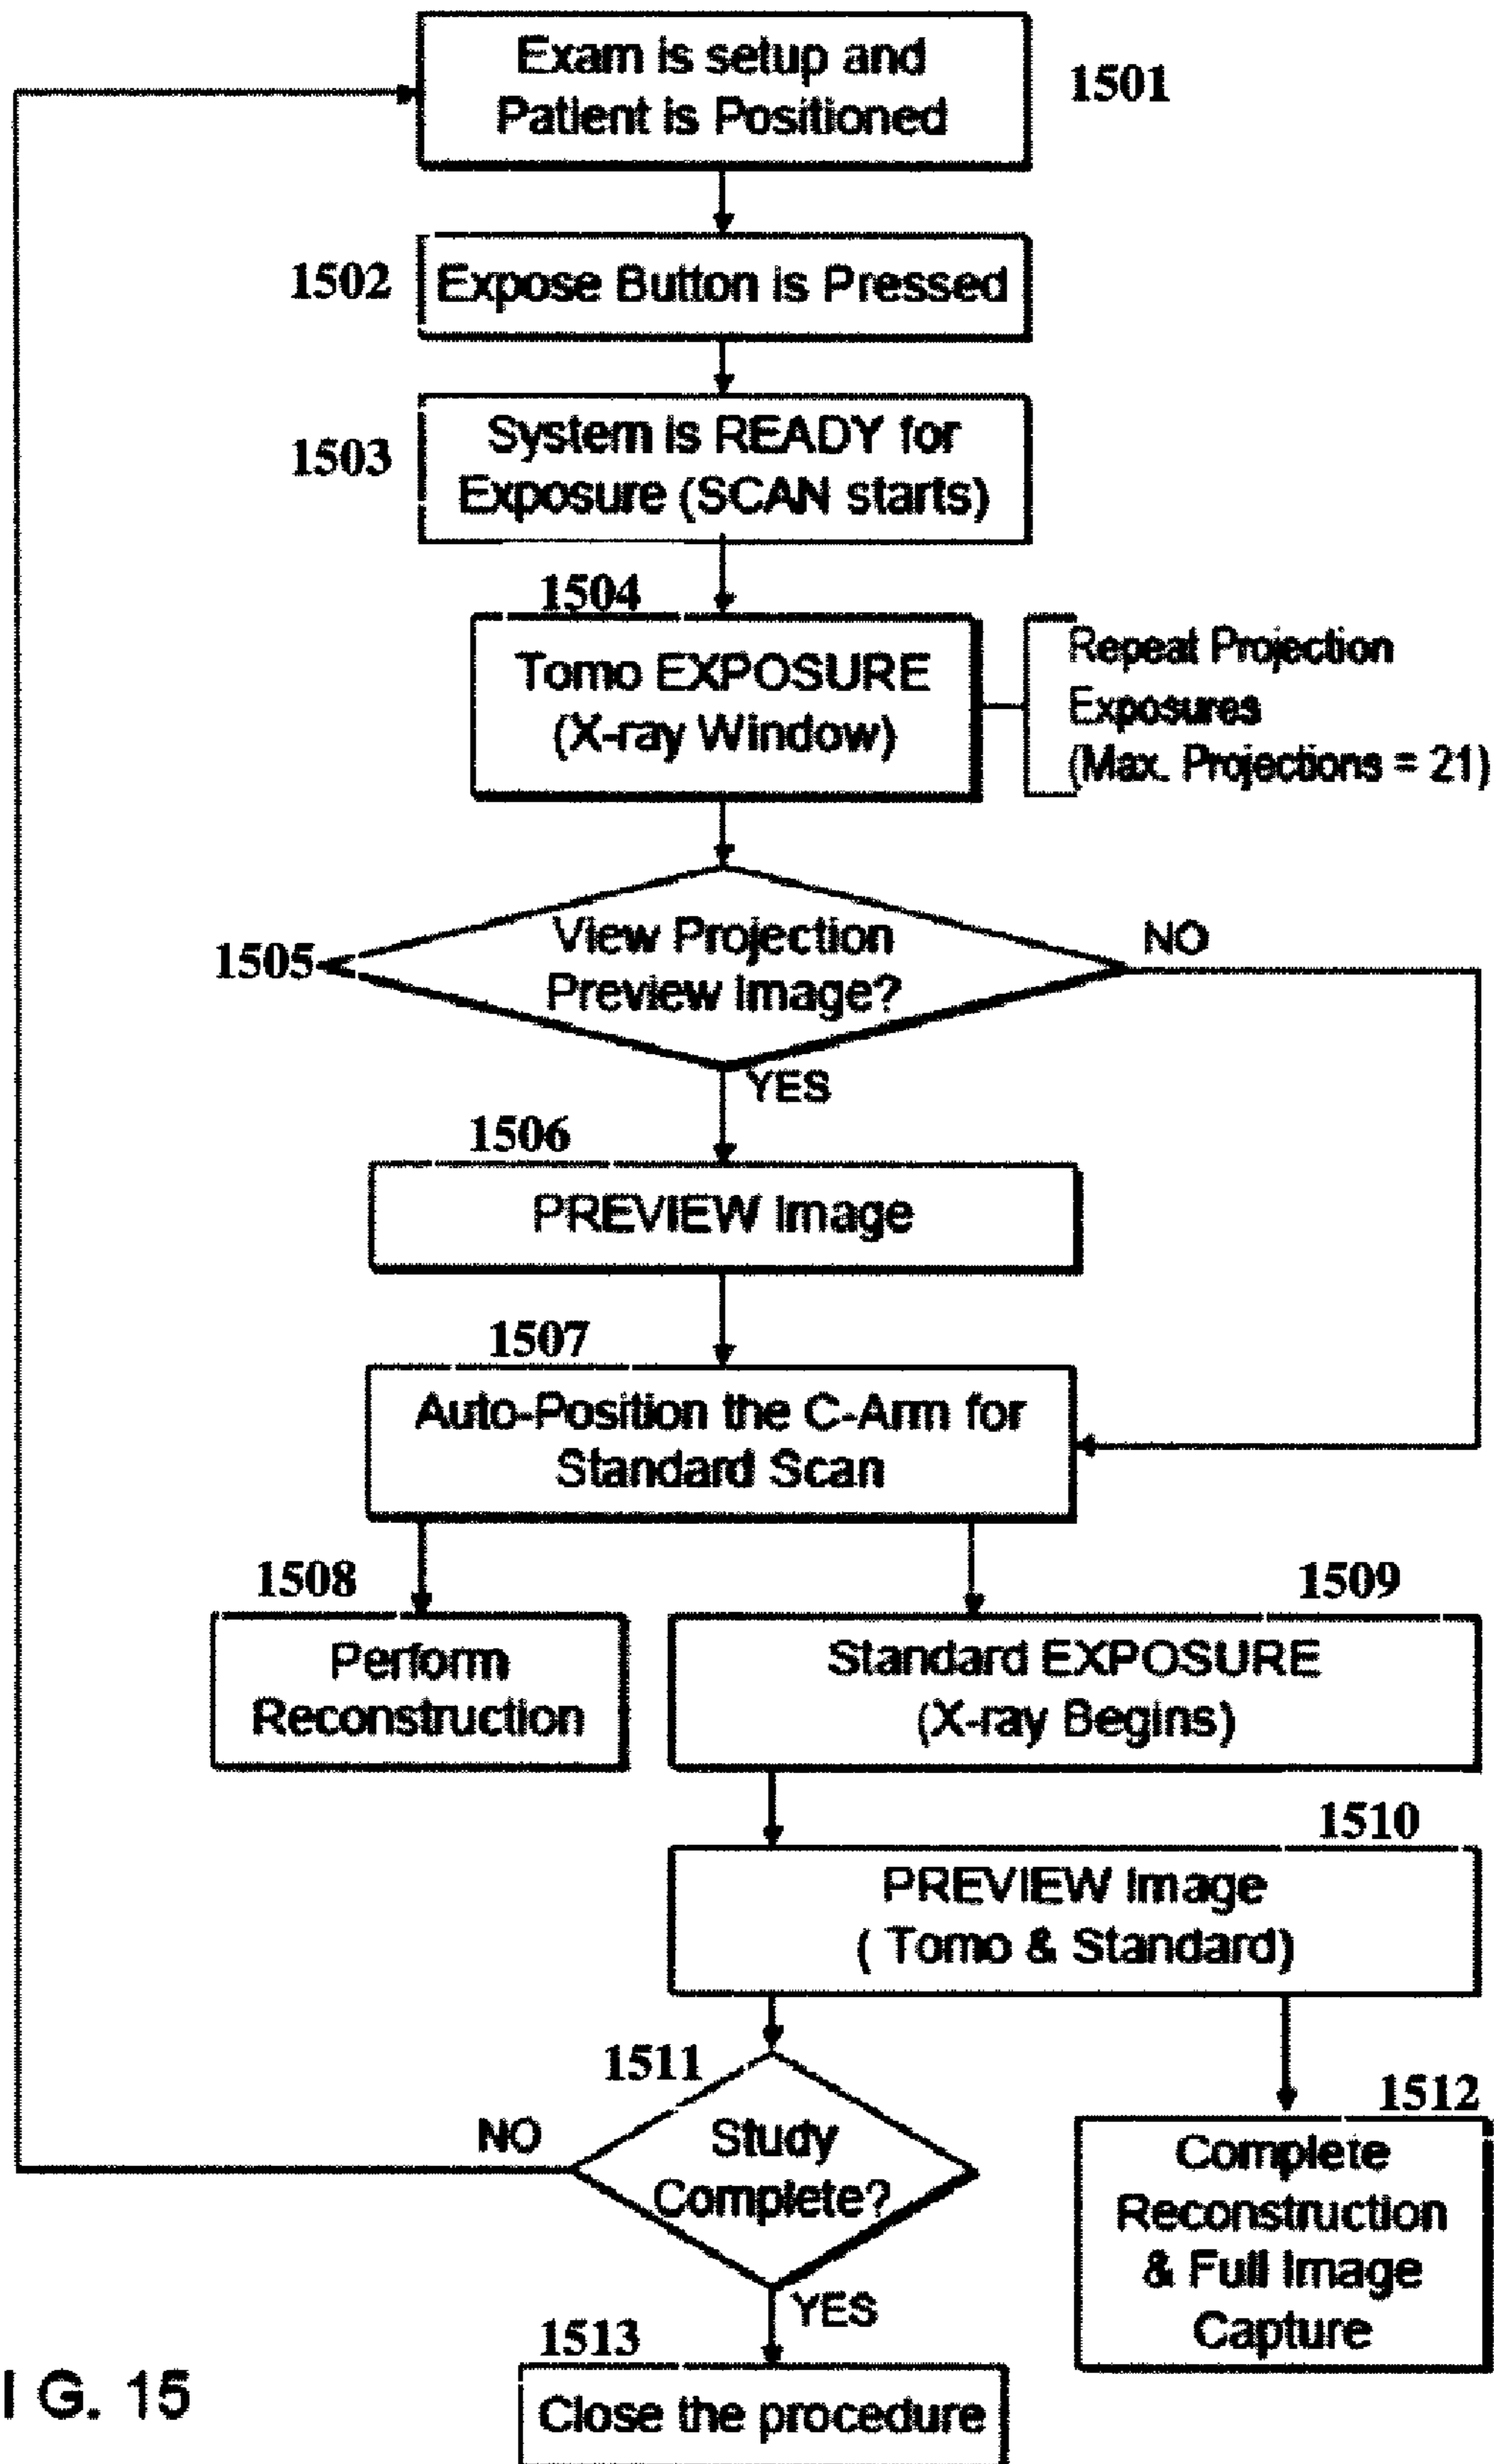 Exam is setup and
Patient is Positioned
1501
1502
Expose Button is Pressed
1503
System is READY for
Exposure (SCAN starts)
1504
Tomo EXPOSURE
(X-ray Window)
Repeat Projection
Exposures
(Max. Projections = 21)
1505
View Projection
Preview Image?
NO
YES
1506
PREVIEW Image
1507
Auto-Position the C-Arm for
Standard Scan
1508
Perform
Reconstruction
1509
Standard EXPOSURE
(X-ray Begins)
1510
PREVIEW Image
( Tomo & Standard)
1511
Study
Complete?
NO
YES
1512
Complete
Reconstruction
& Full Image
Capture
1513
Close the procedure
I G. 15